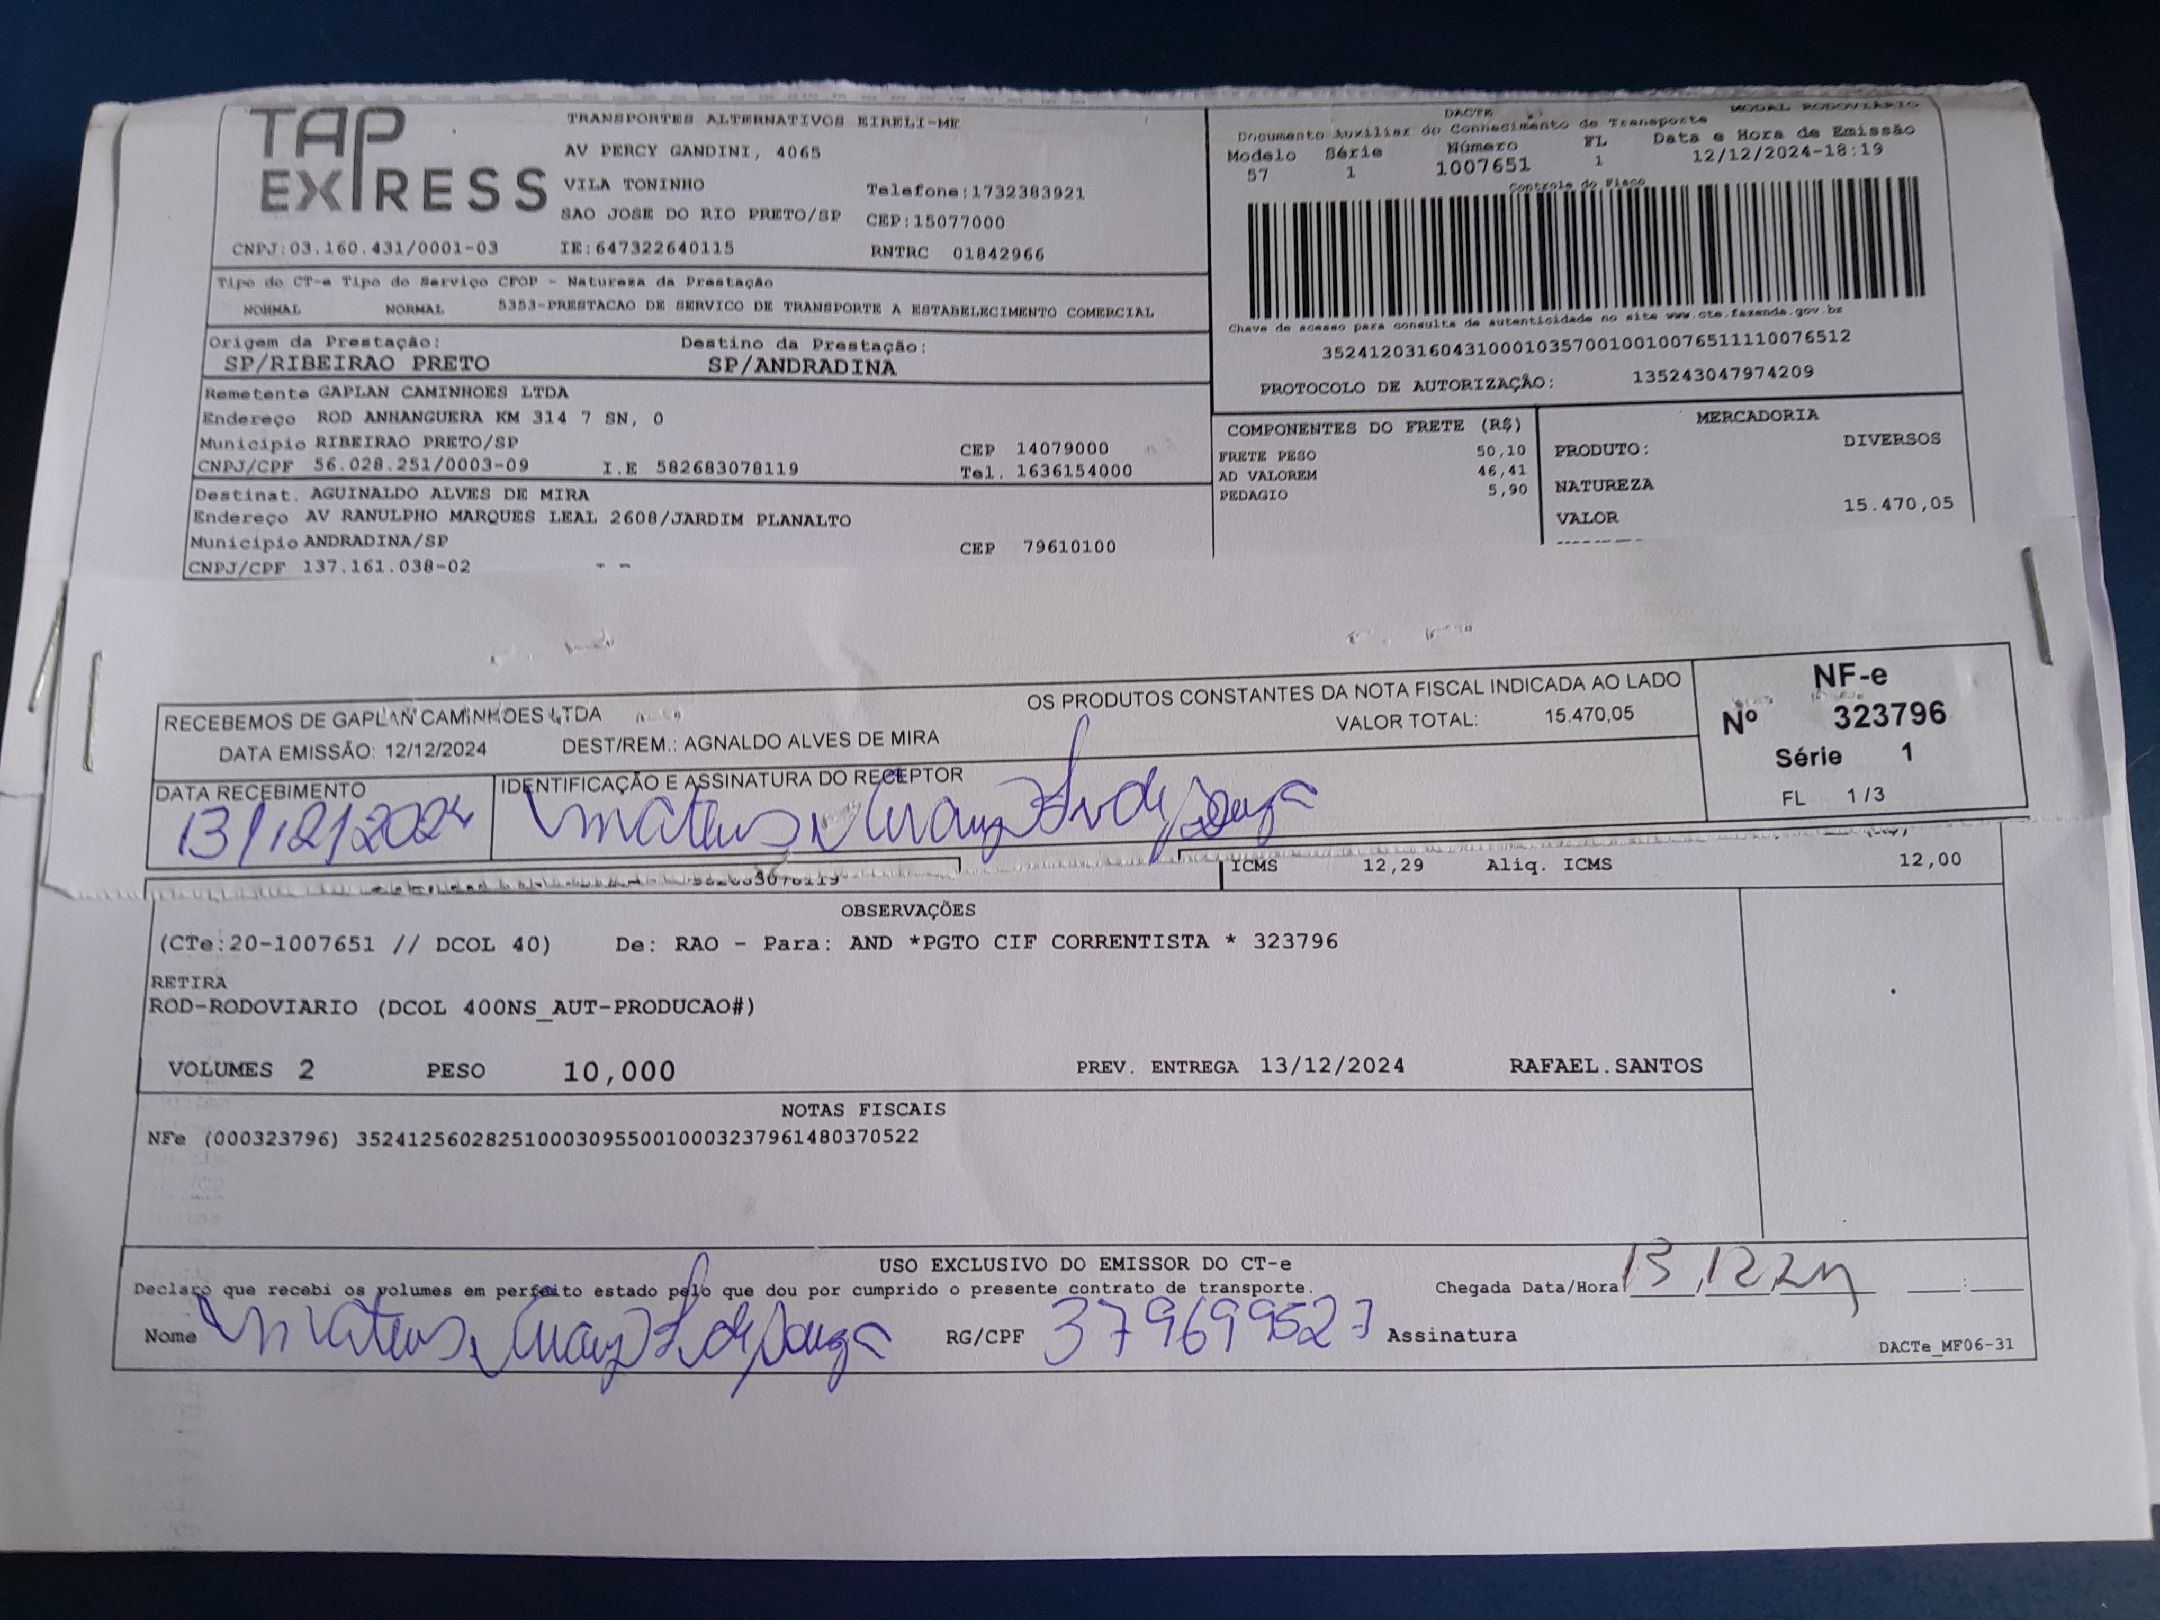 TAP
EXPRESS
TRANSPORTES ALTERNATIVOS EIRELI-ME
AV PERCY GANDINI, 4065
VILA TONINHO Telefone:1732383921
SAO JOSE DO RIO PRETO/SP CEP:15077000
CNPJ:03.160.431/0001-03 IE:647322640115 RNTRC 01842966
DACTE MODAL RODOVIÁRIO
Documento Auxiliar do Conhecimento de Transporte
Modelo Série Número FL Data e Hora de Emissão
57 1 1007651 1 12/12/2024-18:19
Controle do Fisco
Chave de acesso para consulta de autenticidade no site www.cte.fazenda.gov.br
35241203160431000103570010010076511110076512
PROTOCOLO DE AUTORIZAÇÃO: 135243047974209
Tipo do CT-e Tipo do Serviço CFOP - Natureza da Prestação
NORMAL NORMAL 5353-PRESTACAO DE SERVICO DE TRANSPORTE A ESTABELECIMENTO COMERCIAL
Origem da Prestação: Destino da Prestação:
SP/RIBEIRAO PRETO SP/ANDRADINA
Remetente GAPLAN CAMINHOES LTDA
Endereço ROD ANHANGUERA KM 314 7 SN, 0
Município RIBEIRAO PRETO/SP CEP 14079000
CNPJ/CPF 56.028.251/0003-09 I.E 582683078119 Tel. 1636154000
Destinat. AGUINALDO ALVES DE MIRA
Endereço AV RANULPHO MARQUES LEAL 2608/JARDIM PLANALTO
Município ANDRADINA/SP CEP 79610100
CNPJ/CPF 137.161.038-02
COMPONENTES DO FRETE (R$)
FRETE PESO 50,10
AD VALOREM 46,41
PEDAGIO 5,90
MERCADORIA
PRODUTO: DIVERSOS
NATUREZA
VALOR 15.470,05
RECEBEMOS DE GAPLAN CAMINHOES LTDA OS PRODUTOS CONSTANTES DA NOTA FISCAL INDICADA AO LADO
DATA EMISSÃO: 12/12/2024 DEST/REM.: AGNALDO ALVES DE MIRA VALOR TOTAL: 15.470,05
NF-e
Nº 323796
Série 1
FL 1/3
DATA RECEBIMENTO IDENTIFICAÇÃO E ASSINATURA DO RECEPTOR
13/12/2024 Mateus
ICMS 12,29 Aliq. ICMS 12,00
OBSERVAÇÕES
(CTe:20-1007651 // DCOL 40) De: RAO - Para: AND *PGTO CIF CORRENTISTA * 323796
RETIRA
ROD-RODOVIARIO (DCOL 400NS_AUT-PRODUCAO#)
VOLUMES 2 PESO 10,000 PREV. ENTREGA 13/12/2024 RAFAEL.SANTOS
NOTAS FISCAIS
NFe (000323796) 35241256028251000309550010003237961480370522
USO EXCLUSIVO DO EMISSOR DO CT-e
Declaro que recebi os volumes em perfeito estado pelo que dou por cumprido o presente contrato de transporte. Chegada Data/Hora 13,12,24
Nome Mateus RG/CPF 379699527 Assinatura
DACTe_MF06-31